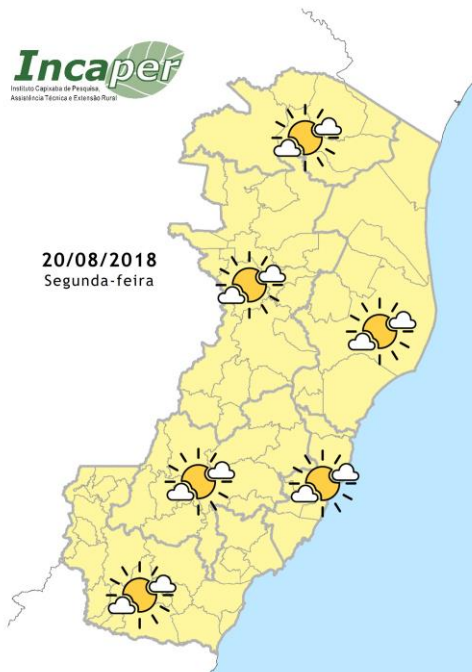 Incaper
Instituto Capixaba de Pesquisa,
Assistência Técnica e Extensão Rural
20/08/2018
Segunda-feira